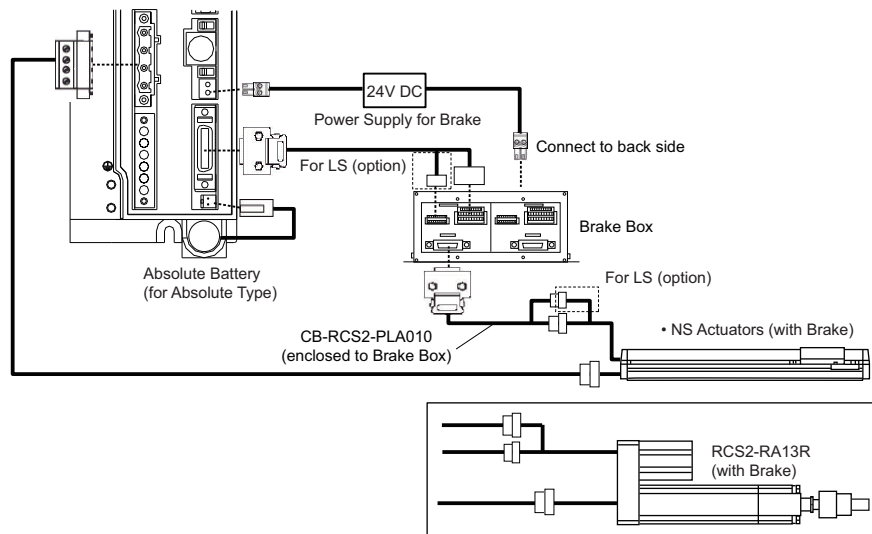 24V DC
Power Supply for Brake
Connect to back side
For LS (option)
Brake Box
Absolute Battery
(for Absolute Type)
For LS (option)
CB-RCS2-PLA010
(enclosed to Brake Box)
• NS Actuators (with Brake)
RCS2-RA13R
(with Brake)